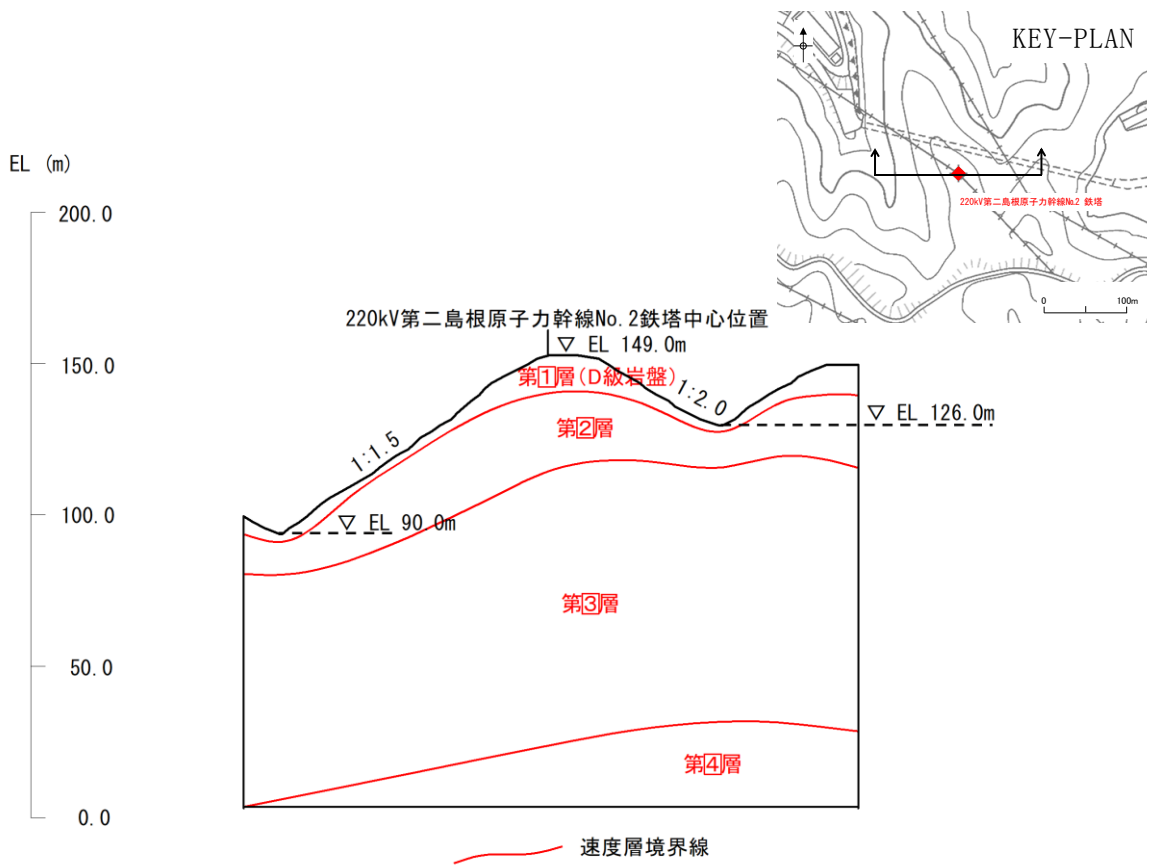 KEY-PLAN
220kV第二島根原子力幹線No.2 鉄塔
0 100m
EL (m)
200.0
150.0
100.0
50.0
0.0
220kV第二島根原子力幹線No.2鉄塔中心位置
▽ EL 149.0m
第1層(D級岩盤)
1:2.0
▽ EL 126.0m
第2層
1:1.5
▽ EL 90.0m
第3層
第4層
速度層境界線